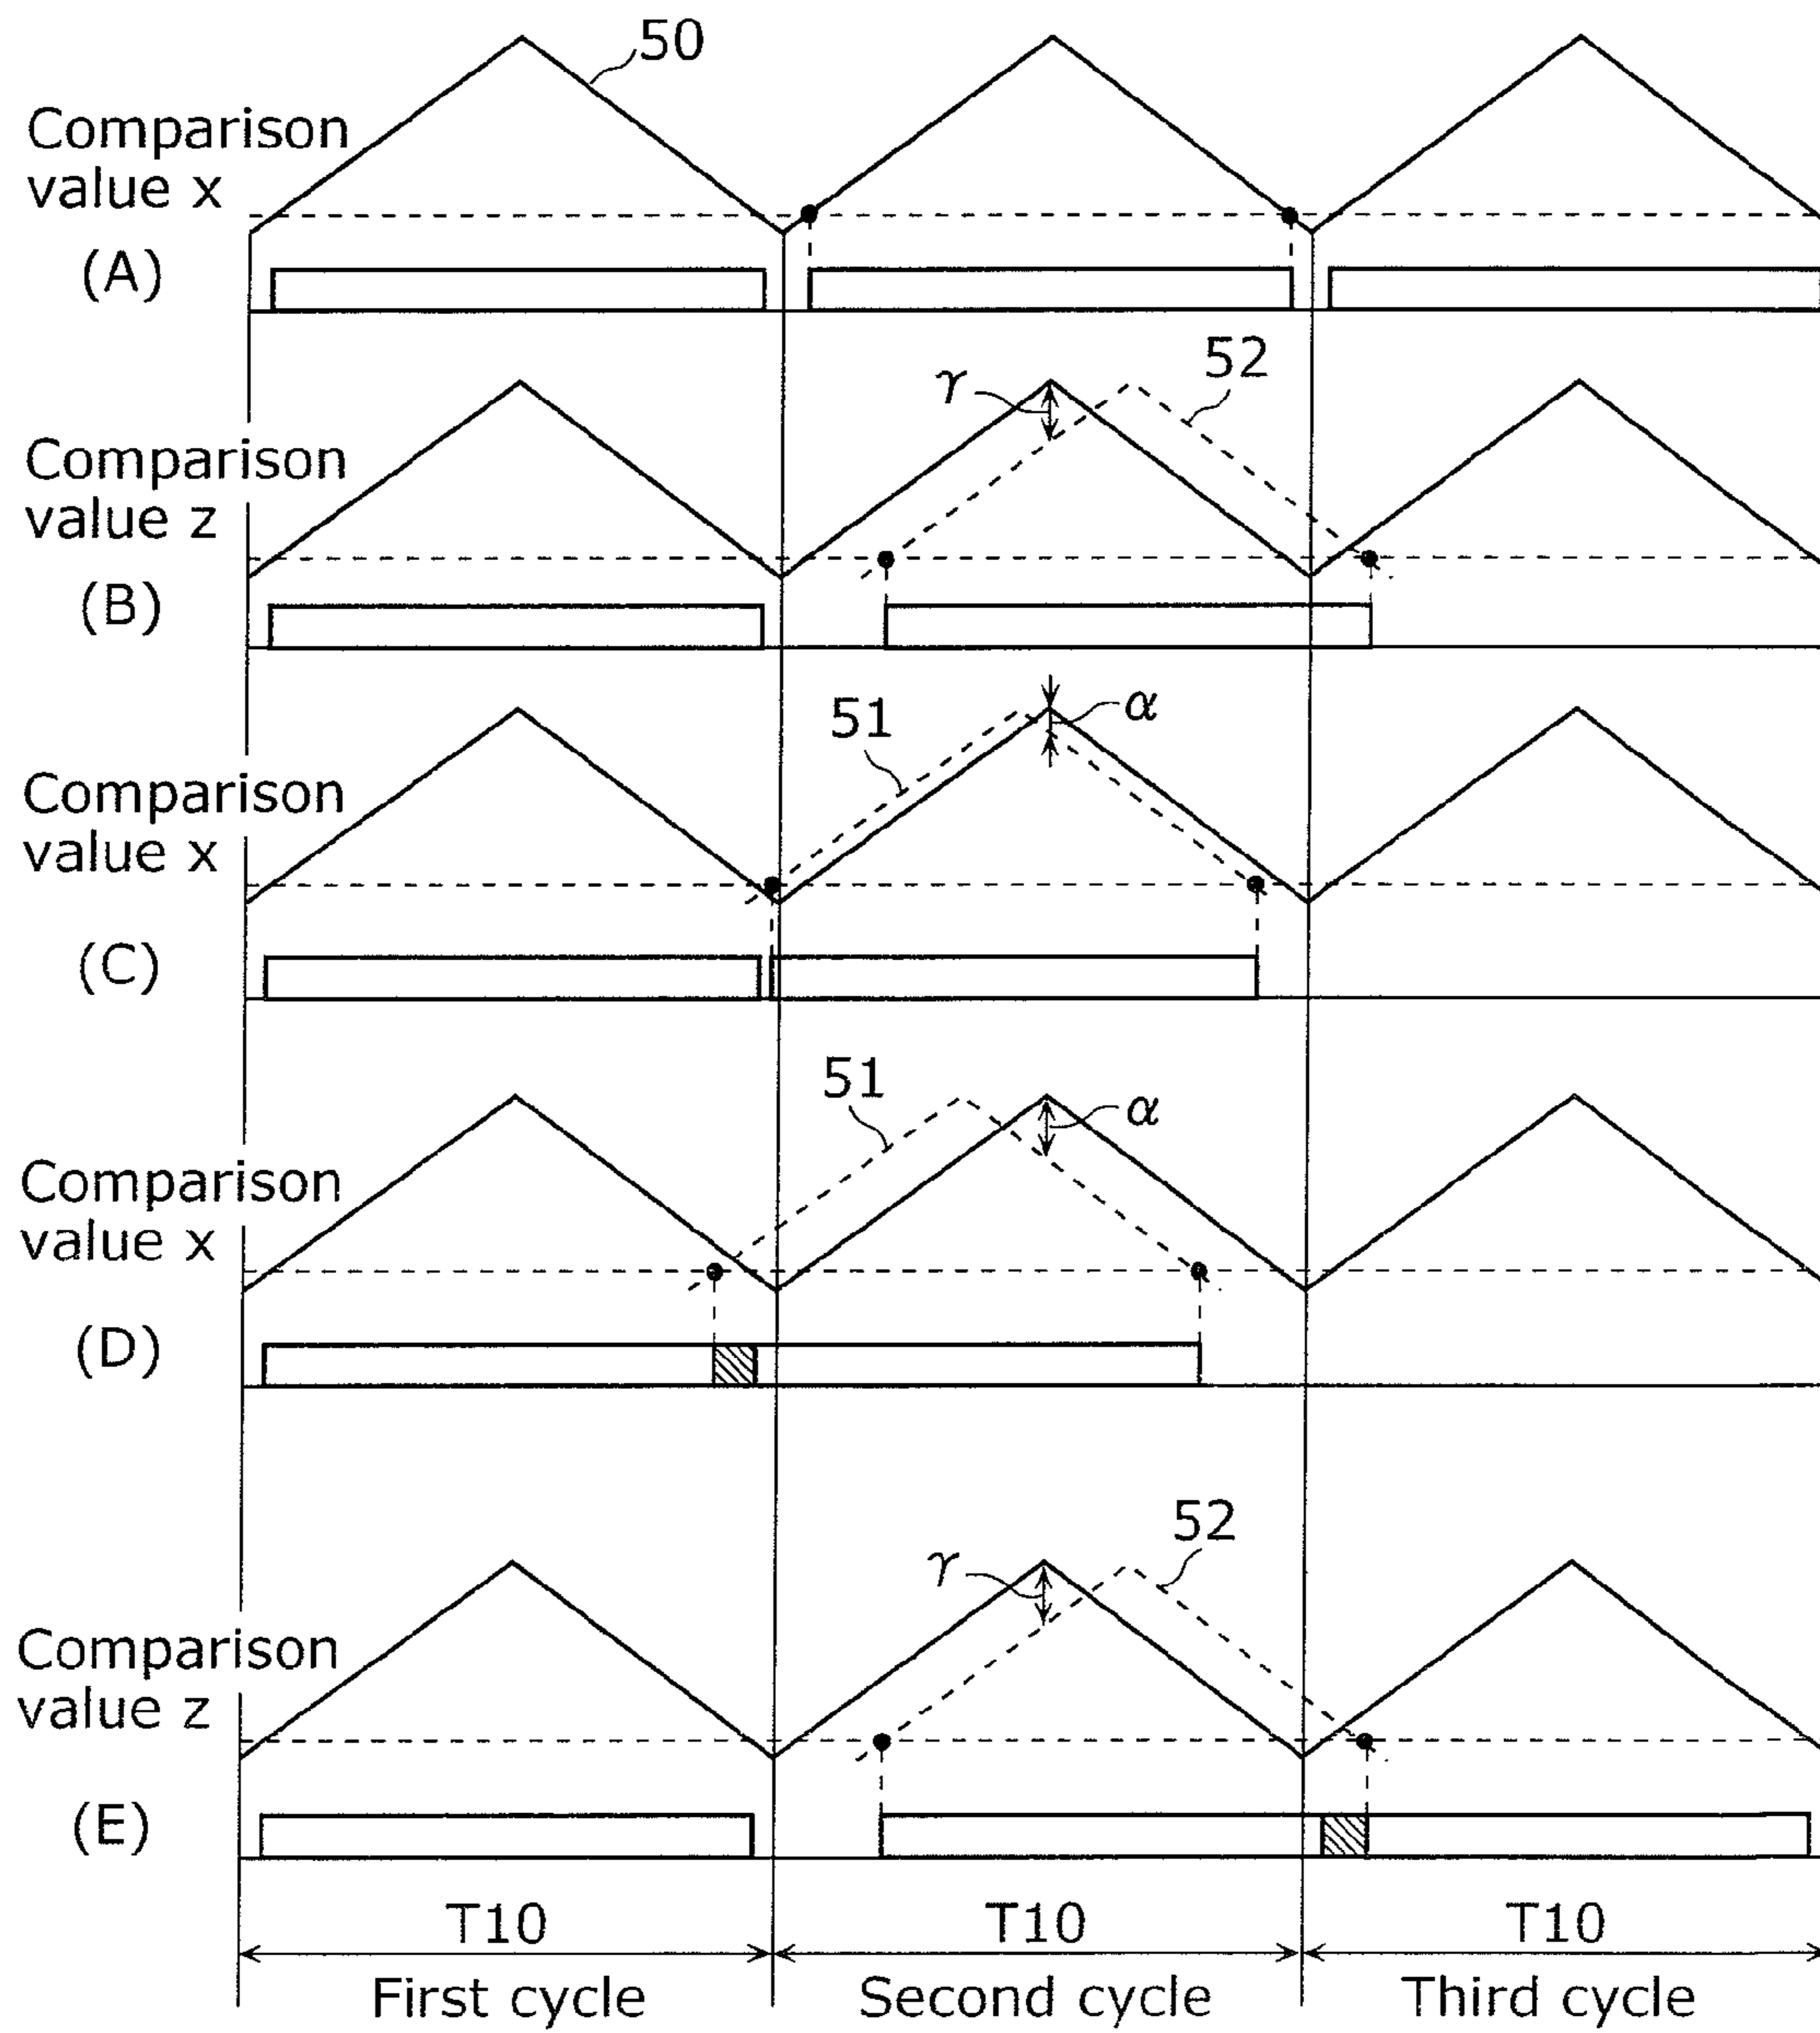 50
Comparison
value x
(A)
52
γ
Comparison
value z
(B)
α
51
Comparison
value x
(C)
51
α
Comparison
value x
(D)
52
γ
Comparison
value z
(E)
T10 T10 T10
First cycle Second cycle Third cycle